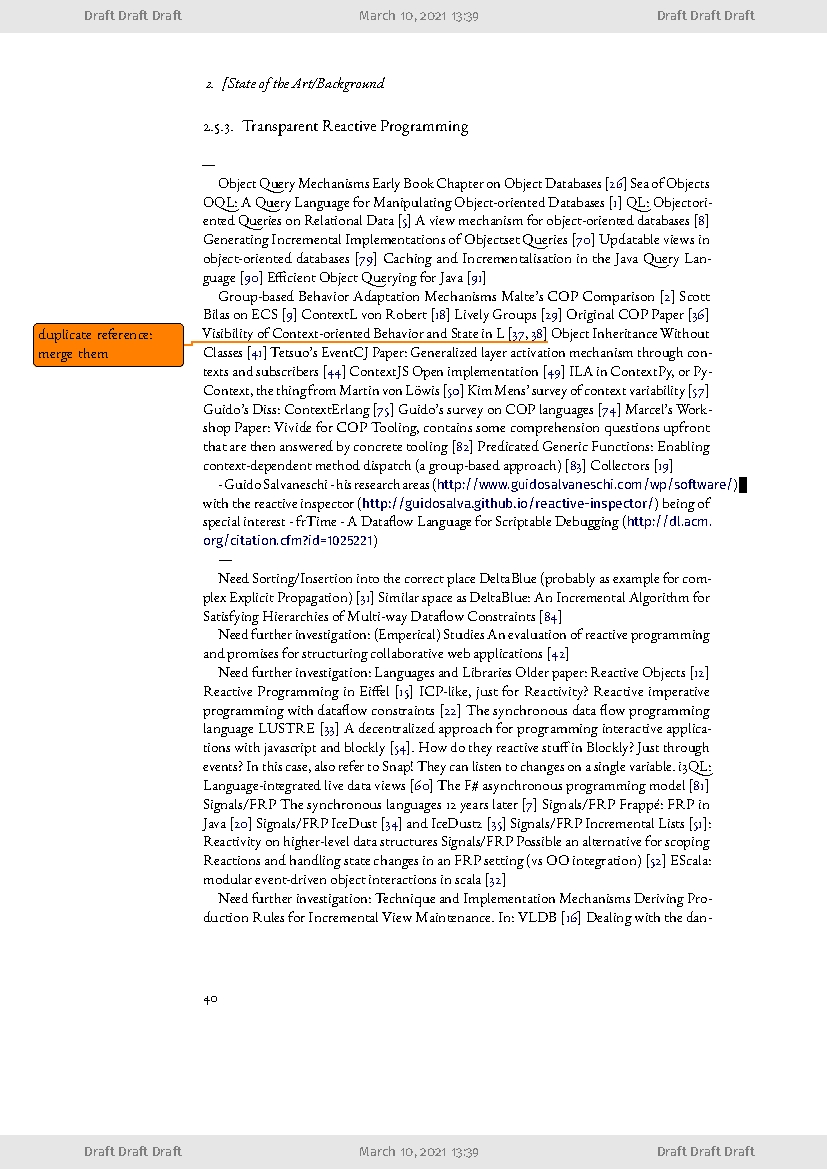 Draft Draft Draft March 10, 2021 13:39 Draft Draft Draft
2. [State of the Art/Background
2.5.3. Transparent Reactive Programming
—
Object Query Mechanisms Early Book Chapter on Object Databases [26] Sea of Objects
OQL: A Query Language for Manipulating Object-oriented Databases [1] QL: Objectori-
ented Queries on Relational Data [5] A view mechanism for object-oriented databases [8]
Generating Incremental Implementations of Objectset Queries [70] Updatable views in
object-oriented databases [79] Caching and Incrementalisation in the Java Query Lan-
guage [90] Efficient Object Querying for Java [91]
Group-based Behavior Adaptation Mechanisms Malte's COP Comparison [2] Scott
Bilas on ECS [9] ContextL von Robert [18] Lively Groups [29] Original COP Paper [36]
duplicate reference:
merge them
Visibility of Context-oriented Behavior and State in L [37, 38] Object Inheritance Without
Classes [41] Tetsuo's EventCJ Paper: Generalized layer activation mechanism through con-
texts and subscribers [44] ContextJS Open implementation [49] ILA in ContextPy, or Py-
Context, the thing from Martin von Löwis [50] Kim Mens' survey of context variability [57]
Guido's Diss: ContextErlang [75] Guido's survey on COP languages [74] Marcel's Work-
shop Paper: Vivide for COP Tooling, contains some comprehension questions upfront
that are then answered by concrete tooling [82] Predicated Generic Functions: Enabling
context-dependent method dispatch (a group-based approach) [83] Collectors [19]
- Guido Salvaneschi - his research areas (http://www.guidosalvaneschi.com/wp/software/)
with the reactive inspector (http://guidosalva.github.io/reactive-inspector/) being of
special interest - frTime - A Dataflow Language for Scriptable Debugging (http://dl.acm.
org/citation.cfm?id=1025221)
—
Need Sorting/Insertion into the correct place DeltaBlue (probably as example for com-
plex Explicit Propagation) [31] Similar space as DeltaBlue: An Incremental Algorithm for
Satisfying Hierarchies of Multi-way Dataflow Constraints [84]
Need further investigation: (Emperical) Studies An evaluation of reactive programming
and promises for structuring collaborative web applications [42]
Need further investigation: Languages and Libraries Older paper: Reactive Objects [12]
Reactive Programming in Eiffel [15] ICP-like, just for Reactivity? Reactive imperative
programming with dataflow constraints [22] The synchronous data flow programming
language LUSTRE [33] A decentralized approach for programming interactive applica-
tions with javascript and blockly [54]. How do they reactive stuff in Blockly? Just through
events? In this case, also refer to Snap! They can listen to changes on a single variable. i3QL:
Language-integrated live data views [60] The F# asynchronous programming model [81]
Signals/FRP The synchronous languages 12 years later [7] Signals/FRP Frappé: FRP in
Java [20] Signals/FRP IceDust [34] and IceDust2 [35] Signals/FRP Incremental Lists [51]:
Reactivity on higher-level data structures Signals/FRP Possible an alternative for scoping
Reactions and handling state changes in an FRP setting (vs OO integration) [52] EScala:
modular event-driven object interactions in scala [32]
Need further investigation: Technique and Implementation Mechanisms Deriving Pro-
duction Rules for Incremental View Maintenance. In: VLDB [16] Dealing with the dan-
40
Draft Draft Draft March 10, 2021 13:39 Draft Draft Draft